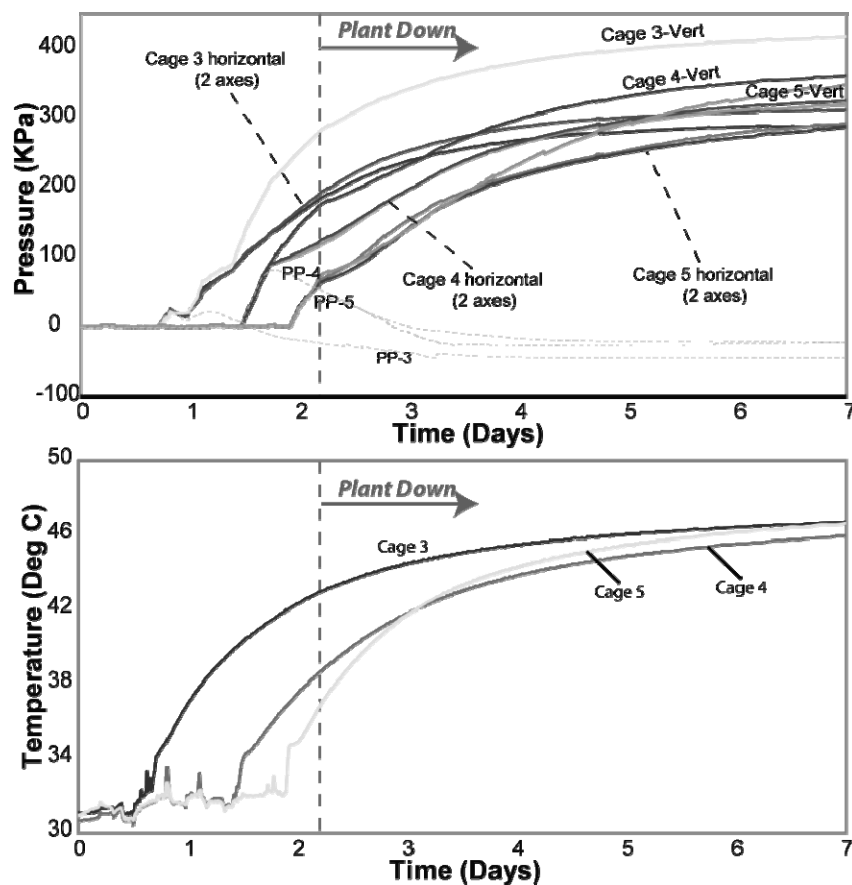 400
300
200
100
0
-100
Pressure (KPa)
Plant Down
Cage 3 horizontal
(2 axes)
Cage 3-Vert
Cage 4-Vert
Cage 5-Vert
PP-4
PP-5
PP-3
Cage 4 horizontal
(2 axes)
Cage 5 horizontal
(2 axes)
0 1 2 3 4 5 6 7
Time (Days)
50
46
42
38
34
30
Temperature (Deg C)
Plant Down
Cage 3
Cage 5
Cage 4
0 1 2 3 4 5 6 7
Time (Days)